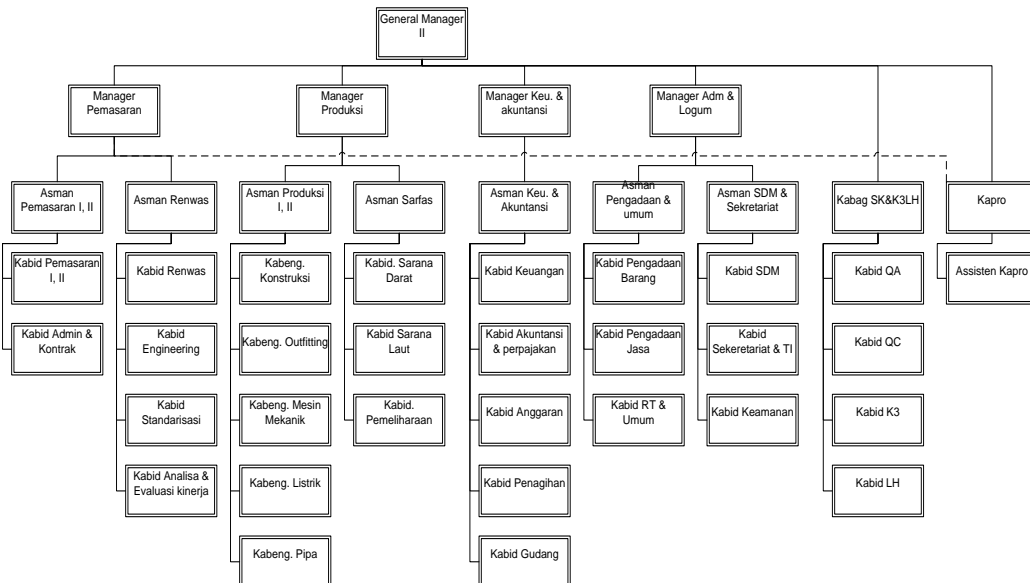 General Manager
II
Manager
Pemasaran
Manager
Produksi
Manager Keu. &
akuntansi
Manager Adm &
Logum
Asman
Pemasaran I, II
Asman Renwas
Asman Produksi
I, II
Asman Sarfas
Asman Keu. &
Akuntansi
Asman
Pengadaan &
umum
Asman SDM &
Sekretariat
Kabag SK&K3LH
Kapro
Kabid Pemasaran
I, II
Kabid Renwas
Kabeng.
Konstruksi
Kabid. Sarana
Darat
Kabid Keuangan
Kabid Pengadaan
Barang
Kabid SDM
Kabid QA
Assisten Kapro
Kabid Admin &
Kontrak
Kabid
Engineering
Kabeng. Outfitting
Kabid Sarana
Laut
Kabid Akuntansi
& perpajakan
Kabid Pengadaan
Jasa
Kabid
Sekeretariat & TI
Kabid QC
Kabid
Standarisasi
Kabeng. Mesin
Mekanik
Kabid.
Pemeliharaan
Kabid Anggaran
Kabid RT &
Umum
Kabid Keamanan
Kabid K3
Kabid Analisa &
Evaluasi kinerja
Kabeng. Listrik
Kabid Penagihan
Kabid LH
Kabeng. Pipa
Kabid Gudang